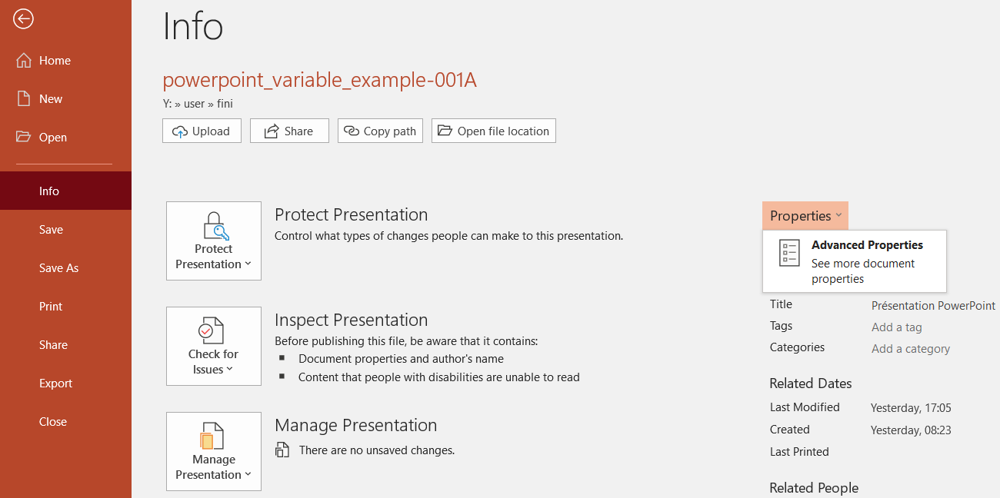 Info
Home
New
Open
Info
Save
Save As
Print
Share
Export
Close
powerpoint_variable_example-001A
Y: » user » fini
Upload
Share
Copy path
Open file location
Protect
Presentation
Protect Presentation
Control what types of changes people can make to this presentation.
Check for
Issues
Inspect Presentation
Before publishing this file, be aware that it contains:
Document properties and author's name
Content that people with disabilities are unable to read
Manage
Presentation
Manage Presentation
There are no unsaved changes.
Properties
Advanced Properties
See more document
properties
Title Présentation PowerPoint
Tags Add a tag
Categories Add a category
Related Dates
Last Modified Yesterday, 17:05
Created Yesterday, 08:23
Last Printed
Related People